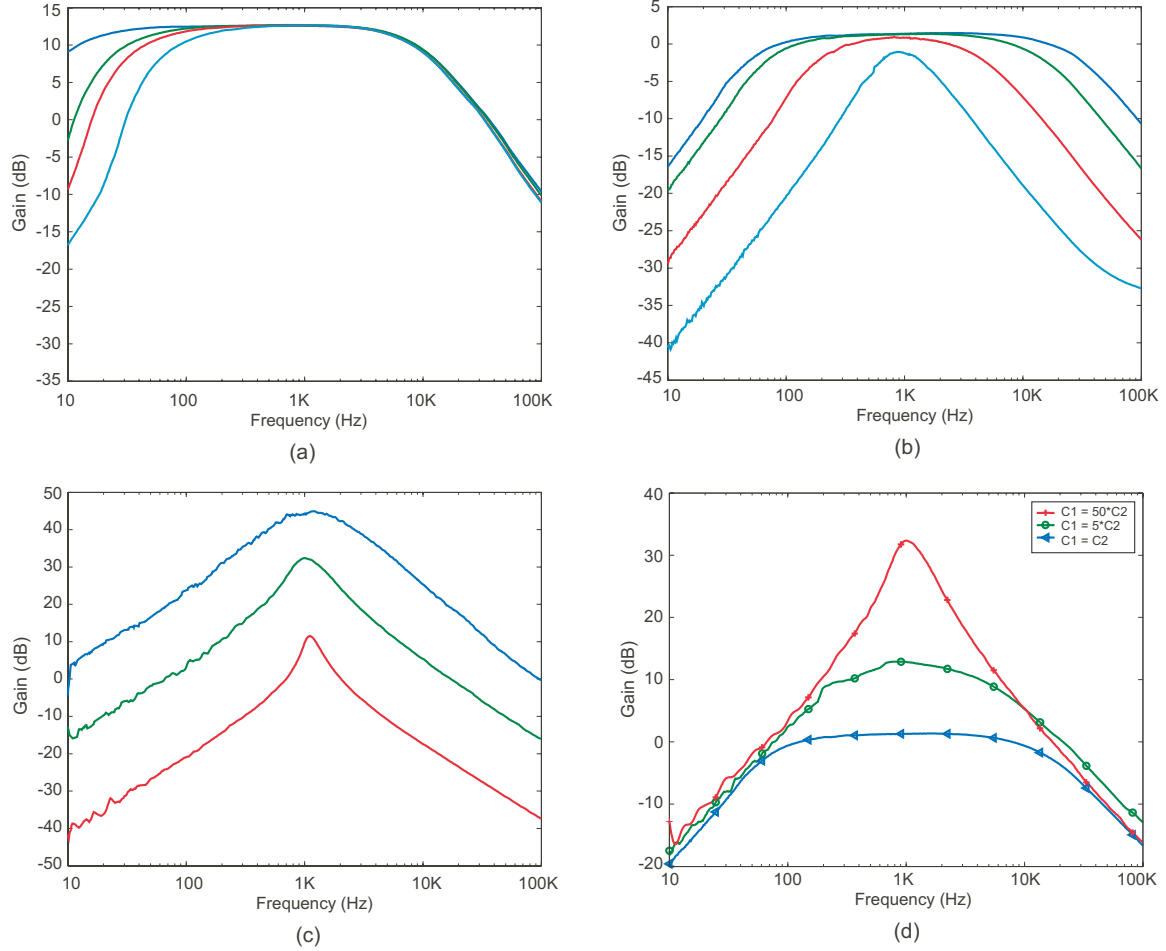 15
10
5
0
-5
-10
-15
-20
-25
-30
-35
Gain (dB)
10
100
1K
10K
100K
Frequency (Hz)
(a)
5
0
-5
-10
-15
-20
-25
-30
-35
-40
-45
Gain (dB)
10
100
1K
10K
100K
Frequency (Hz)
(b)
50
40
30
20
10
0
-10
-20
-30
-40
-50
Gain (dB)
10
100
1K
10K
100K
Frequency (Hz)
(c)
40
30
20
10
0
-10
-20
Gain (dB)
C1 = 50*C2
C1 = 5*C2
C1 = C2
10
100
1K
10K
100K
Frequency (Hz)
(d)